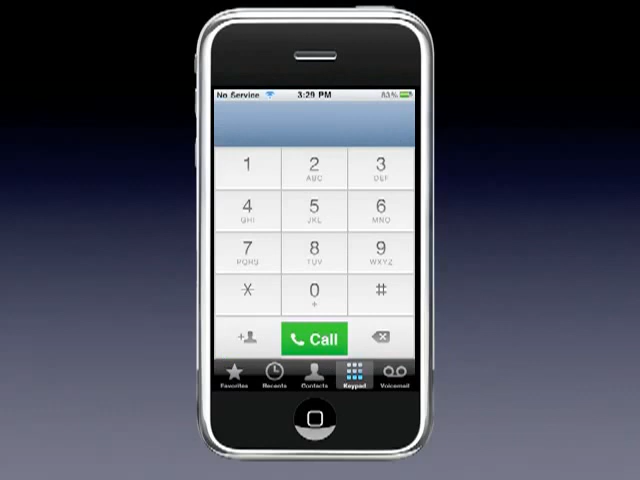 No Service 3:29 PM 83%
1 2 3
ABC DEF
4 5 6
GHI JKL MNO
7 8 9
PQRS TUV WXYZ
* 0 #
+
+ Call
Favorites Recents Contacts Keypad Voicemail